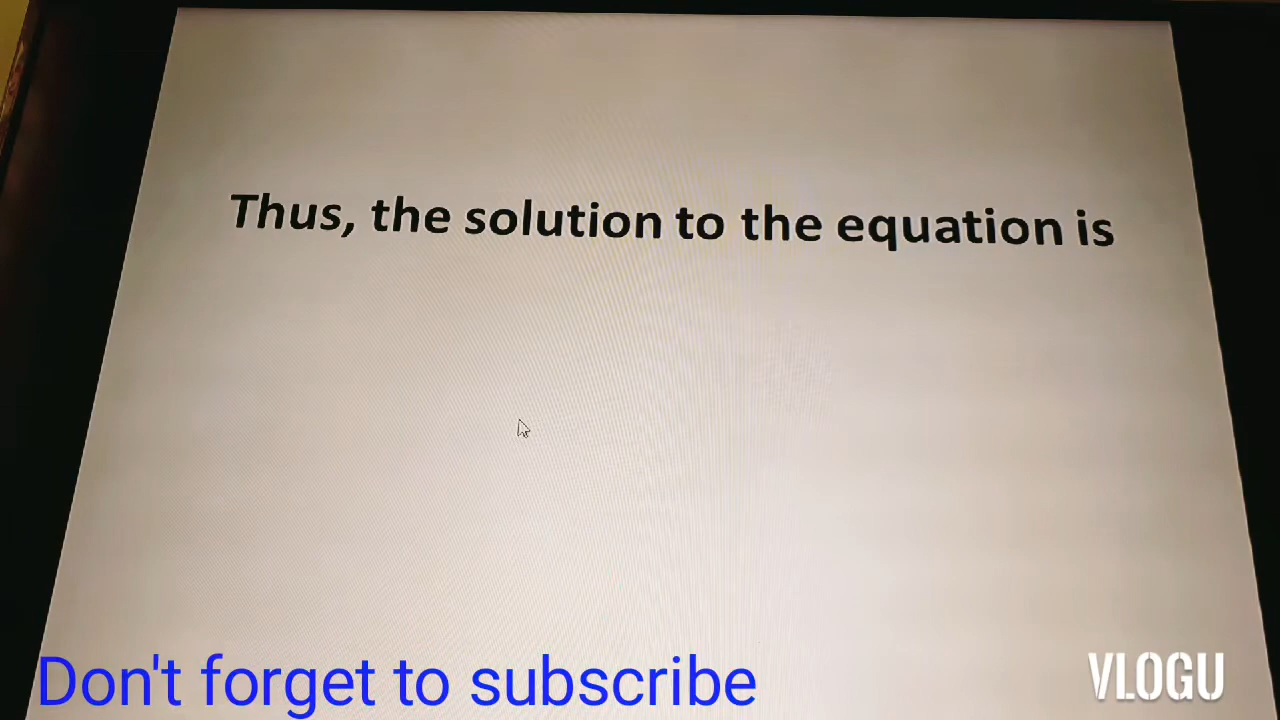 Thus, the solution to the equation is
Don't forget to subscribe
VLOGU